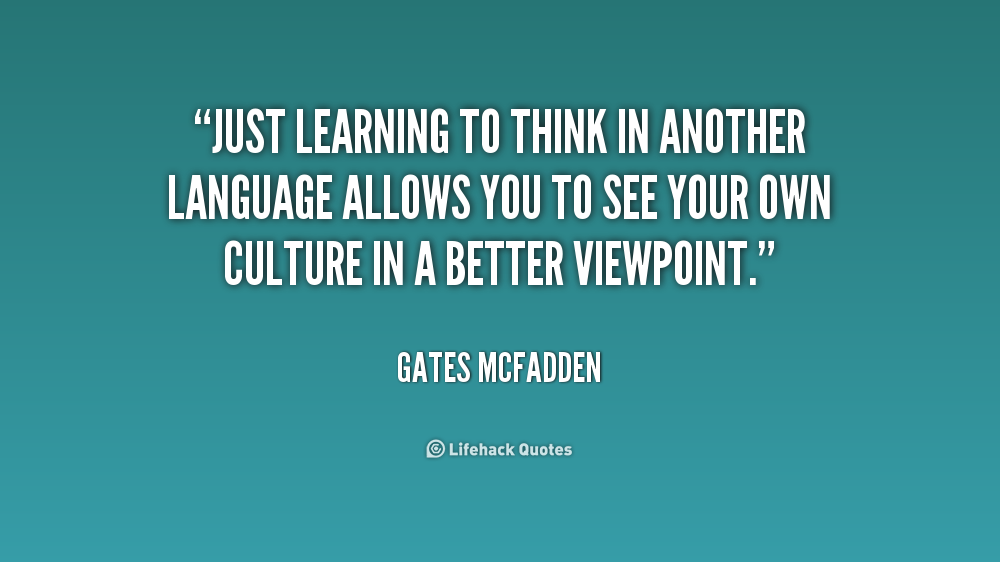 “JUST LEARNING TO THINK IN ANOTHER
LANGUAGE ALLOWS YOU TO SEE YOUR OWN
CULTURE IN A BETTER VIEWPOINT.”
GATES MCFADDEN
Lifehack Quotes